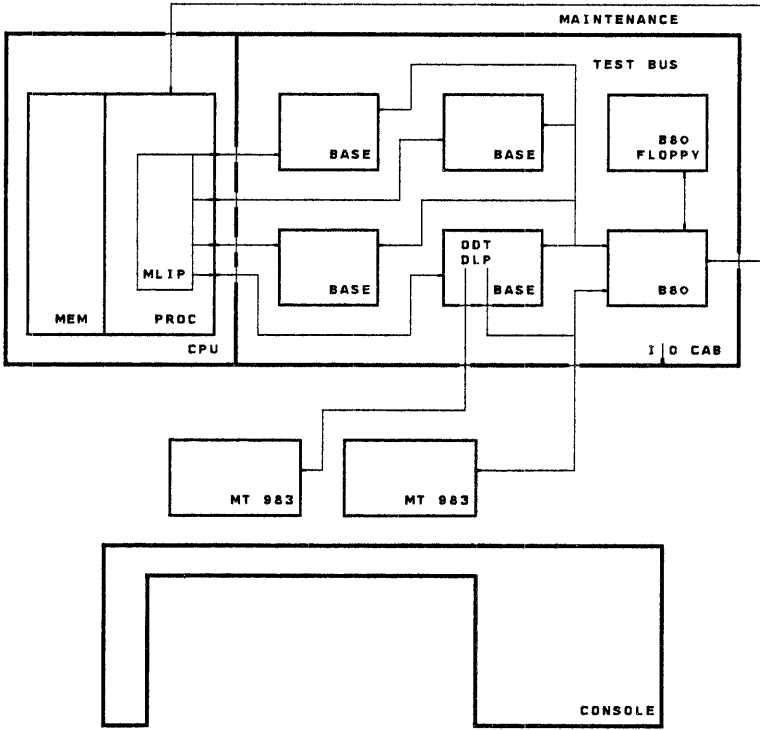 MAINTENANCE
TEST BUS
BASE
BASE
B80
FLOPPY
MLIP
BASE
DDT
DLP
BASE
B80
MEM
PROC
CPU
I/O CAB
MT 983
MT 983
CONSOLE